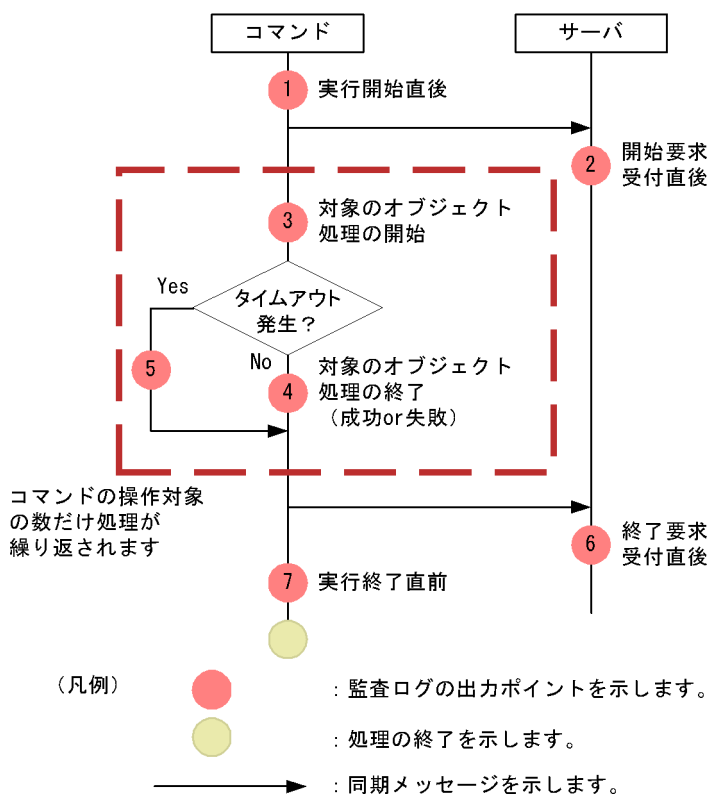 コマンド
サーバ
1
実行開始直後
2
開始要求
受付直後
3
対象のオブジェクト
処理の開始
Yes
タイムアウト
発生？
No
5
4
対象のオブジェクト
処理の終了
（成功or失敗）
コマンドの操作対象
の数だけ処理が
繰り返されます
6
終了要求
受付直後
7
実行終了直前
（凡例）
：監査ログの出力ポイントを示します。
：処理の終了を示します。
：同期メッセージを示します。